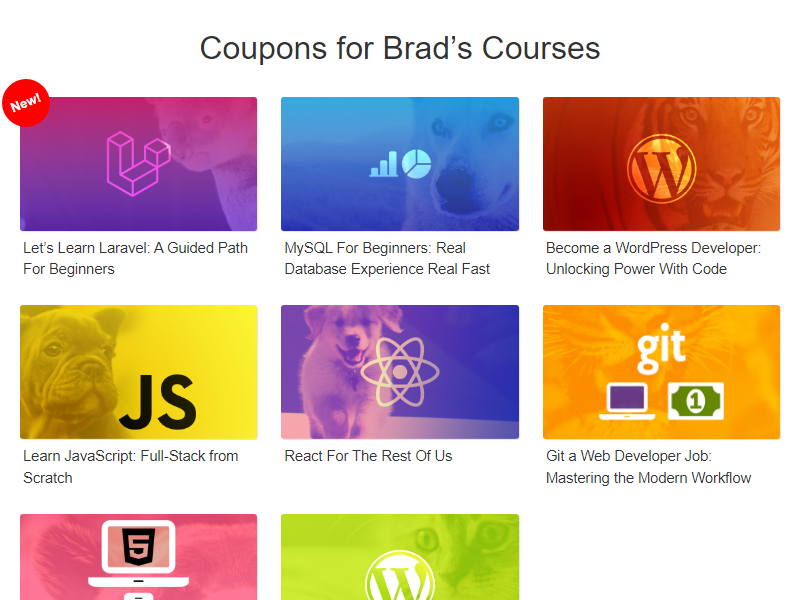 Coupons for Brad’s Courses
New!
Let’s Learn Laravel: A Guided Path
For Beginners
MySQL For Beginners: Real
Database Experience Real Fast
Become a WordPress Developer:
Unlocking Power With Code
JS
git
1
Learn JavaScript: Full-Stack from
Scratch
React For The Rest Of Us
Git a Web Developer Job:
Mastering the Modern Workflow
5